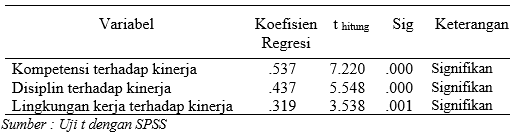 Variabel Koefisien Regresi t hitung Sig Keterangan
Kompetensi terhadap kinerja .537 7.220 .000 Signifikan
Disiplin terhadap kinerja .437 5.548 .000 Signifikan
Lingkungan kerja terhadap kinerja .319 3.538 .001 Signifikan
Sumber : Uji t dengan SPSS